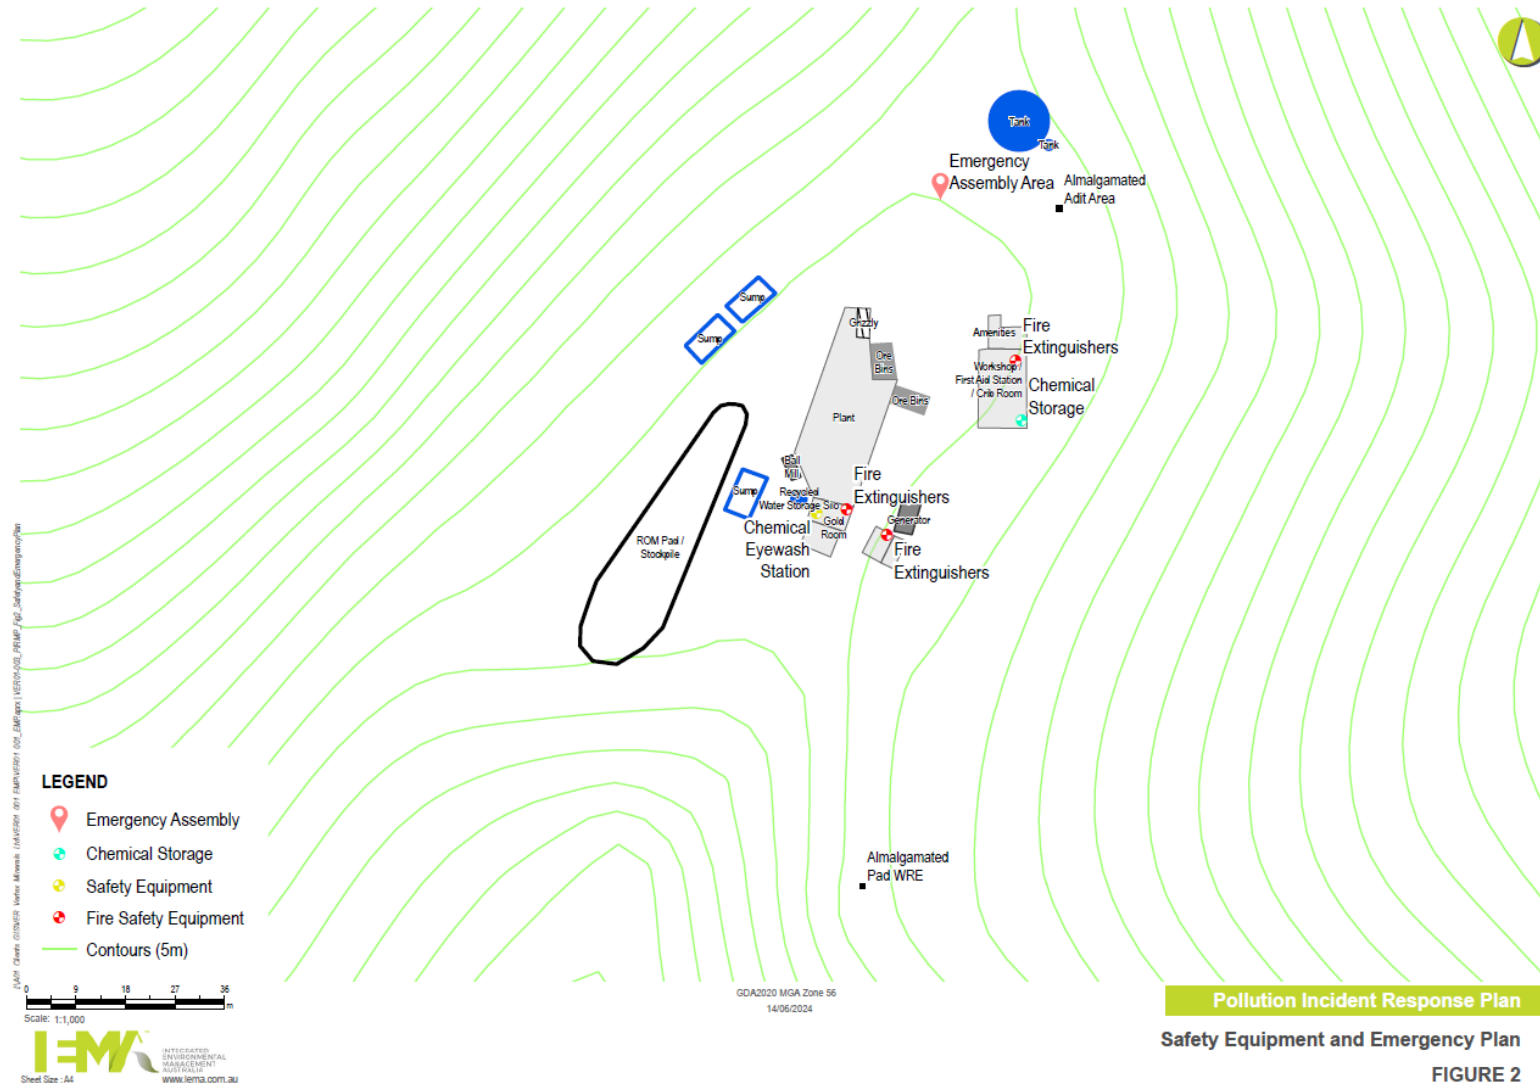 Tank
Tank
Emergency
Assembly Area
Almalgamated
Adit Area
Sump
Sump
Grizzly
Ore
Bins
Ore Bins
Plant
Amenities
Fire
Extinguishers
Workshop /
First Aid Station
/ Crib Room
Chemical
Storage
Ball
Mill
Sump
Recycled
Water Storage Silo
Fire
Extinguishers
Gold
Room
Generator
Chemical
Eyewash
Station
Fire
Extinguishers
ROM Pad /
Stockpile
Almalgamated
Pad WRE
LEGEND
Emergency Assembly
Chemical Storage
Safety Equipment
Fire Safety Equipment
Contours (5m)
0 9 18 27 36
m
Scale: 1:1,000
IEMA
INTEGRATED
ENVIRONMENTAL
MANAGEMENT
AUSTRALIA
Sheet Size : A4
www.iema.com.au
GDA2020 MGA Zone 56
14/06/2024
Pollution Incident Response Plan
Safety Equipment and Emergency Plan
FIGURE 2